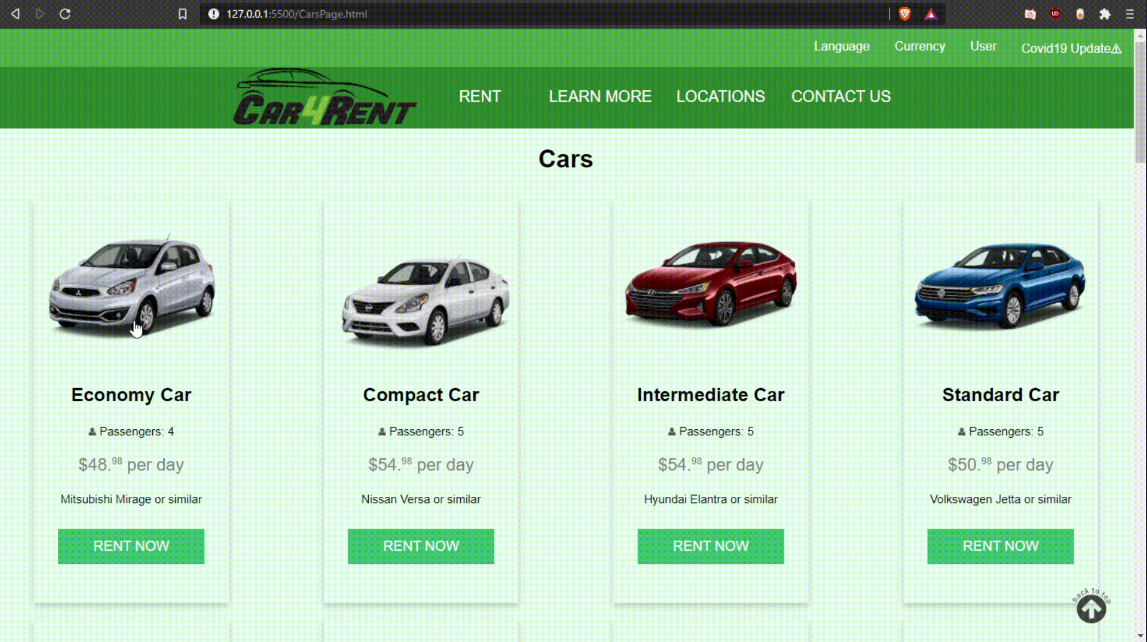 127.0.0.1:5500/CarsPage.html
Language Currency User Covid19 Update⚠
Car4Rent RENT LEARN MORE LOCATIONS CONTACT US
Cars
Economy Car Compact Car Intermediate Car Standard Car
Passengers: 4 Passengers: 5 Passengers: 5 Passengers: 5
$48.98 per day $54.98 per day $54.98 per day $50.98 per day
Mitsubishi Mirage or similar Nissan Versa or similar Hyundai Elantra or similar Volkswagen Jetta or similar
RENT NOW RENT NOW RENT NOW RENT NOW
back to top